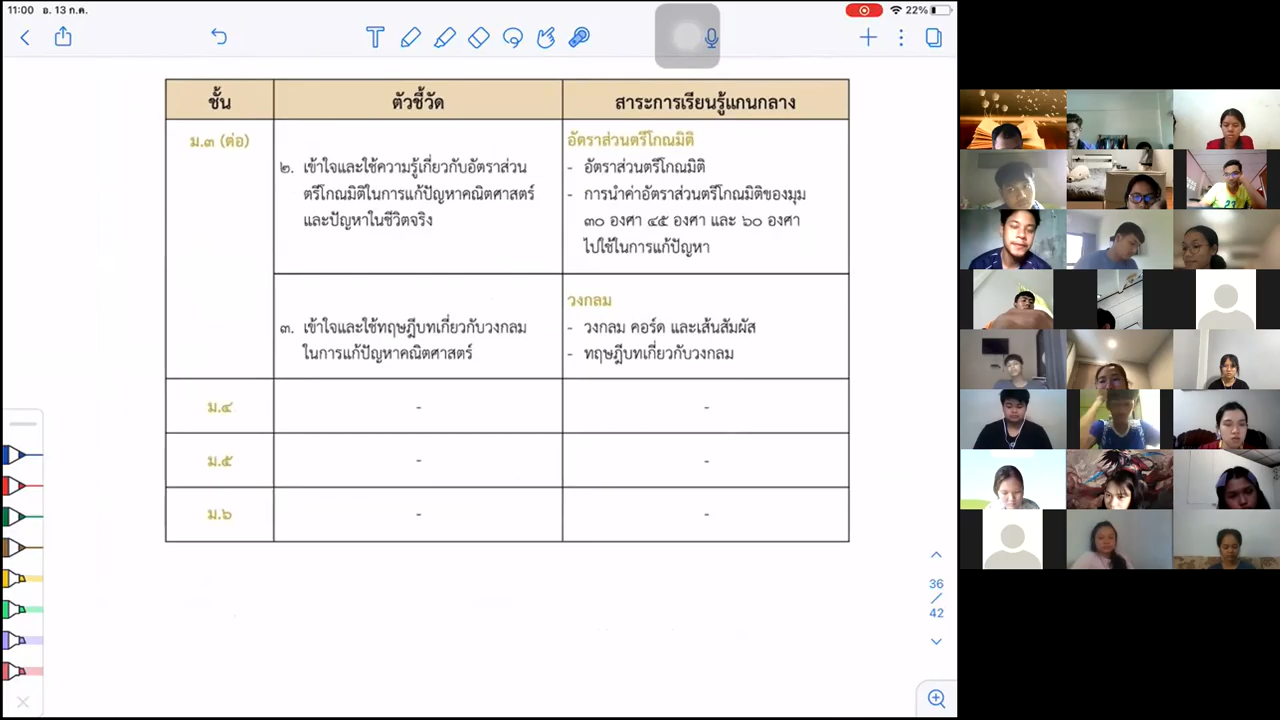 11:00 อ. 13 ก.ค.
22%
ชั้น
ตัวชี้วัด
สาระการเรียนรู้แกนกลาง
ม.๓ (ต่อ)
๒. เข้าใจและใช้ความรู้เกี่ยวกับอัตราส่วน
ตรีโกณมิติในการแก้ปัญหาคณิตศาสตร์
และปัญหาในชีวิตจริง
อัตราส่วนตรีโกณมิติ
- อัตราส่วนตรีโกณมิติ
- การนำค่าอัตราส่วนตรีโกณมิติของมุม
๓๐ องศา ๔๕ องศา และ ๖๐ องศา
ไปใช้ในการแก้ปัญหา
๓. เข้าใจและใช้ทฤษฎีบทเกี่ยวกับวงกลม
ในการแก้ปัญหาคณิตศาสตร์
วงกลม
- วงกลม คอร์ด และเส้นสัมผัส
- ทฤษฎีบทเกี่ยวกับวงกลม
ม.๔
-
-
ม.๕
-
-
ม.๖
-
-
36
/
42